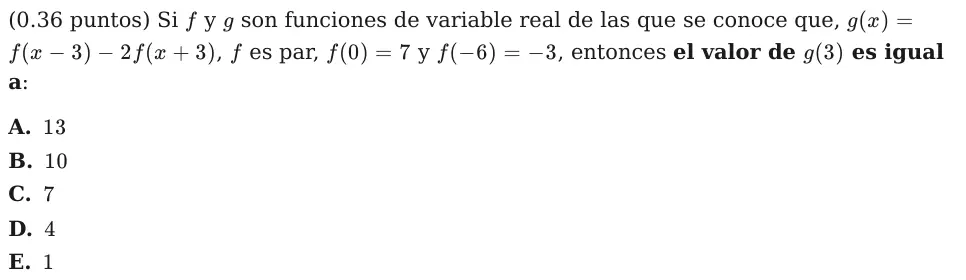 (0.36 puntos) Si f y g son funciones de variable real de las que se conoce que, g(x) =
f(x − 3) − 2f(x + 3), f es par, f(0) = 7 y f(−6) = −3, entonces el valor de g(3) es igual
a:
A. 13
B. 10
C. 7
D. 4
E. 1